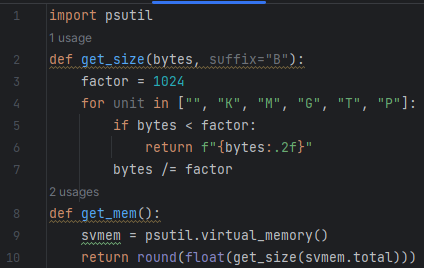 1 import psutil
1 usage
2 def get_size(bytes, suffix="B"):
3     factor = 1024
4     for unit in ["", "K", "M", "G", "T", "P"]:
5         if bytes < factor:
6             return f"{bytes:.2f}"
7         bytes /= factor
2 usages
8 def get_mem():
9     svmem = psutil.virtual_memory()
10     return round(float(get_size(svmem.total)))